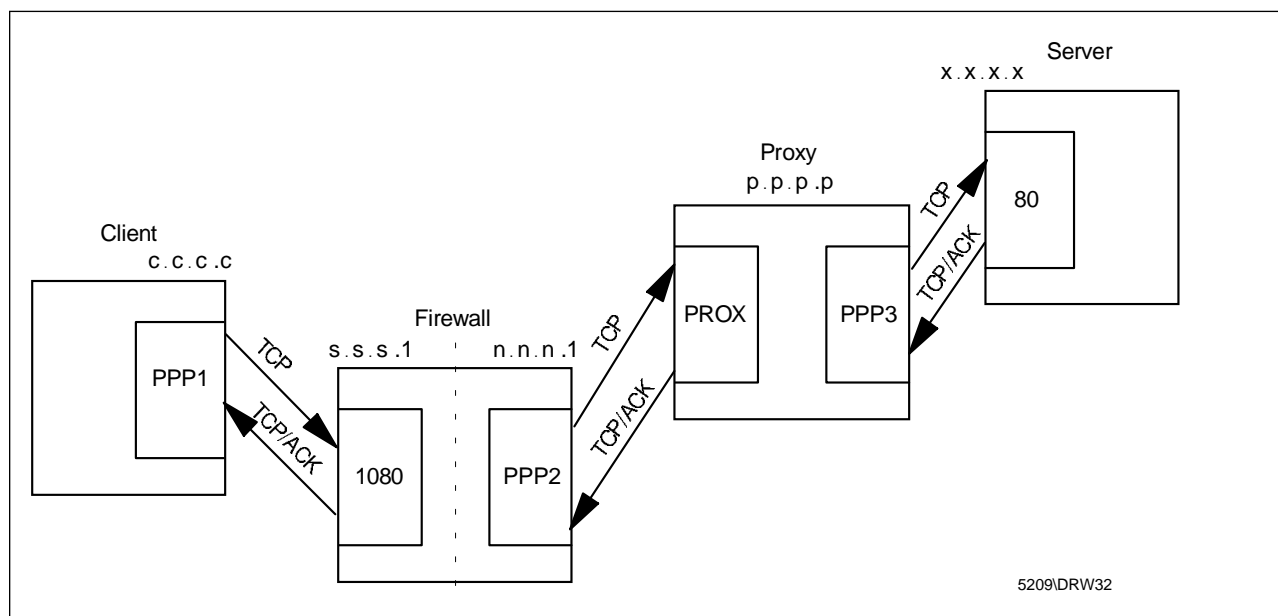 Server
x.x.x.x
80
Proxy
p.p.p.p
TCP
TCP/ACK
Client
c.c.c.c
PROX
PPP3
Firewall
TCP
TCP/ACK
s.s.s.1
n.n.n.1
PPP1
TCP
TCP/ACK
1080
PPP2
5209\DRW32